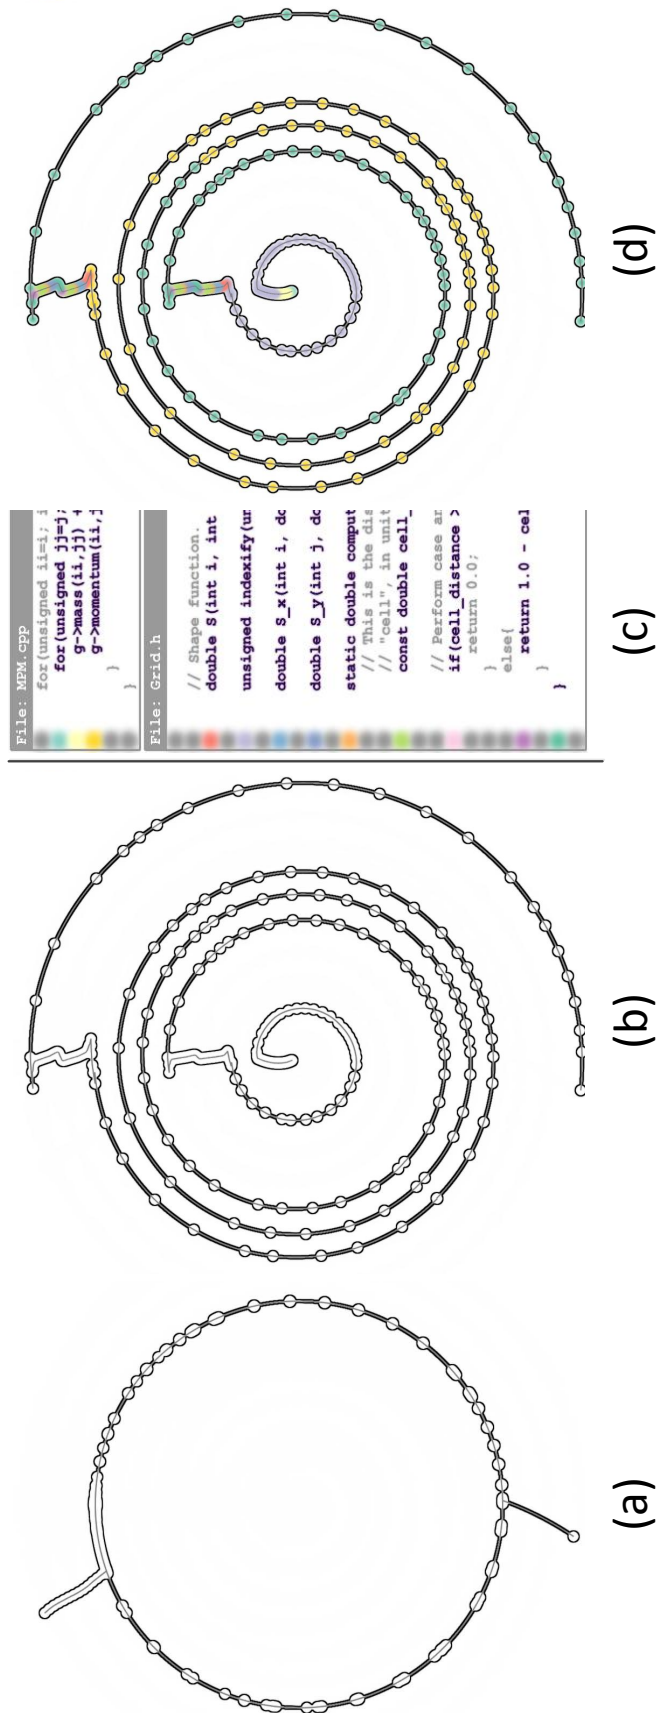 (a)
(b)
File: MPM.cpp
for(unsigned ii=i; i
for(unsigned jj=j;
g->mass(ii,jj) +
g->momentum(ii,j
}
}
File: Grid.h
// Shape function.
double S(int i, int
unsigned indexify(un
double S_x(int i, do
double S_y(int j, do
static double comput
// This is the dis
// "cell", in unit
const double cell_
// Perform case an
if(cell_distance >
return 0.0;
}
else{
return 1.0 - cel
}
}
(c)
(d)